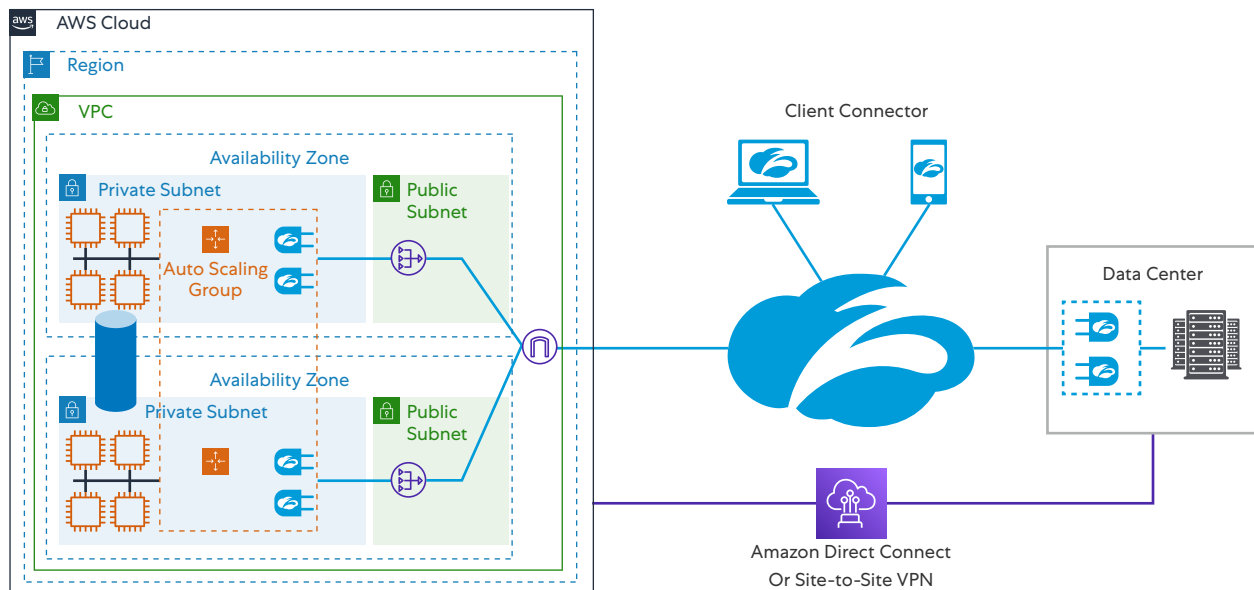 aws
AWS Cloud
Region
VPC
Availability Zone
Private Subnet
Public
Subnet
Auto Scaling
Group
Availability Zone
Private Subnet
Public
Subnet
Client Connector
Data Center
Amazon Direct Connect
Or Site-to-Site VPN